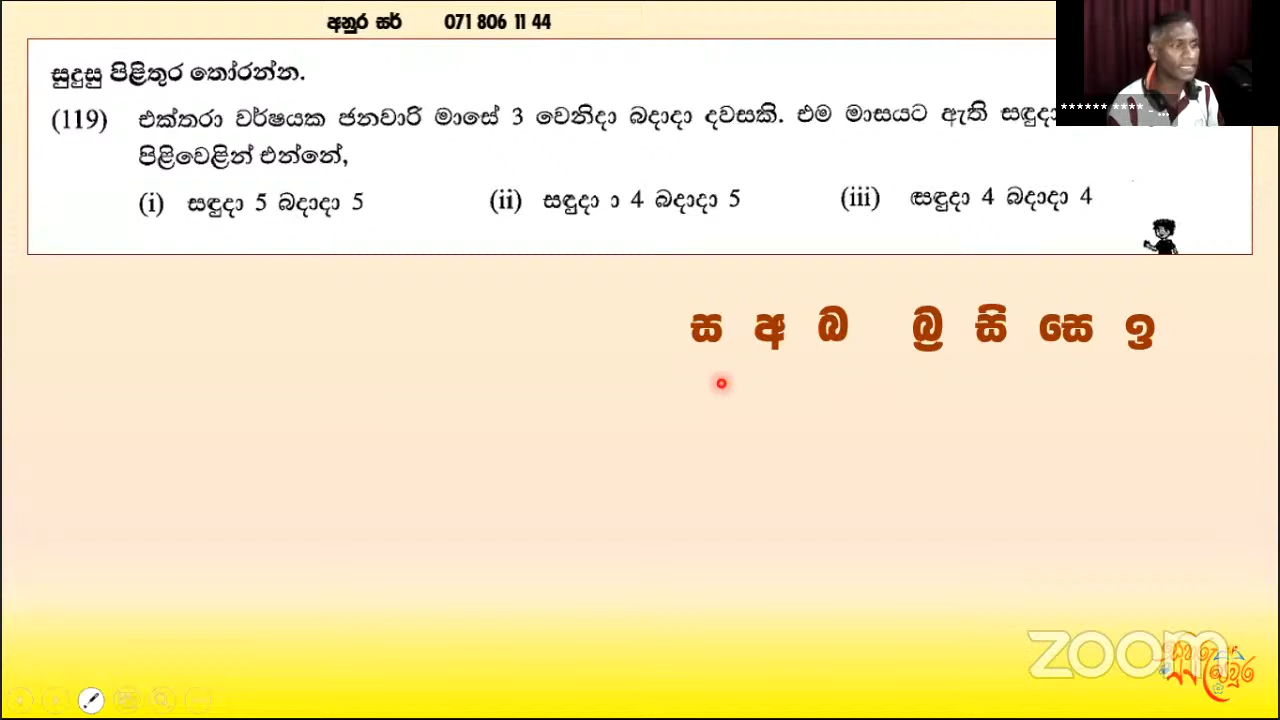 අනුර සර් 071 806 11 44
සුදුසු පිළිතුර තෝරන්න.
(119) එක්තරා වර්ෂයක ජනවාරි මාසේ 3 වෙනිදා බදාදා දවසකි. එම මාසයට ඇති සඳුදා
****** **** - ...
පිළිවෙළින් එන්නේ,
(i) සඳුදා 5 බදාදා 5 (ii) සඳුදා ා 4 බදාදා 5 (iii) සඳුදා 4 බදාදා 4
ස අ බ බ්‍ර සි සෙ ඉ
zoom